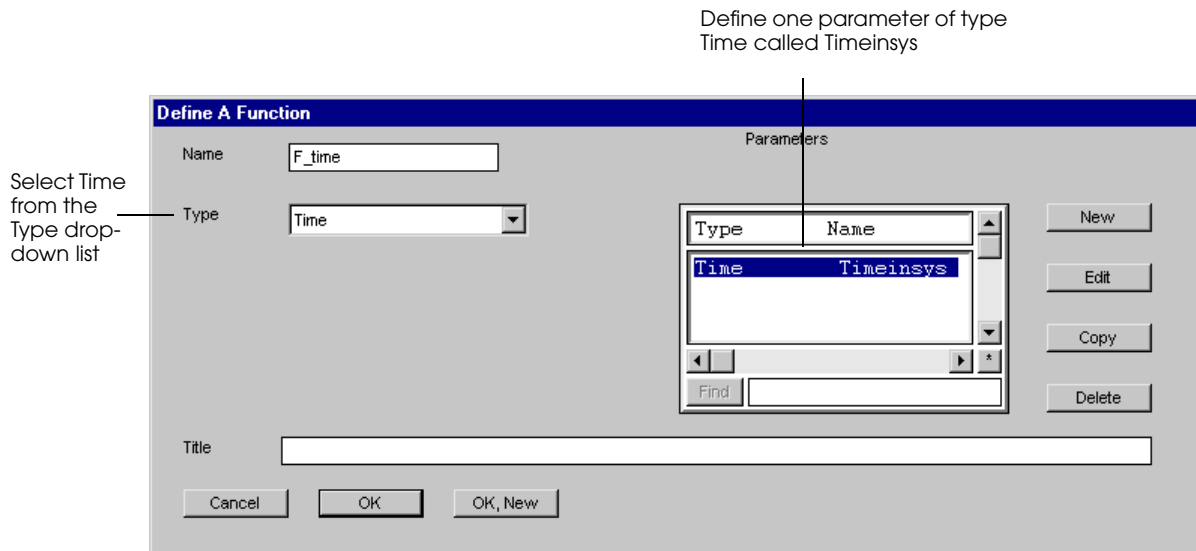 Define one parameter of type
Time called Timeinsys
Define A Function
Parameters
Name
F_time
Select Time
from the
Type drop-
down list
Type
Time
Type Name
Time Timeinsys
New
Edit
Copy
Delete
*
Find
Title
Cancel
OK
OK, New